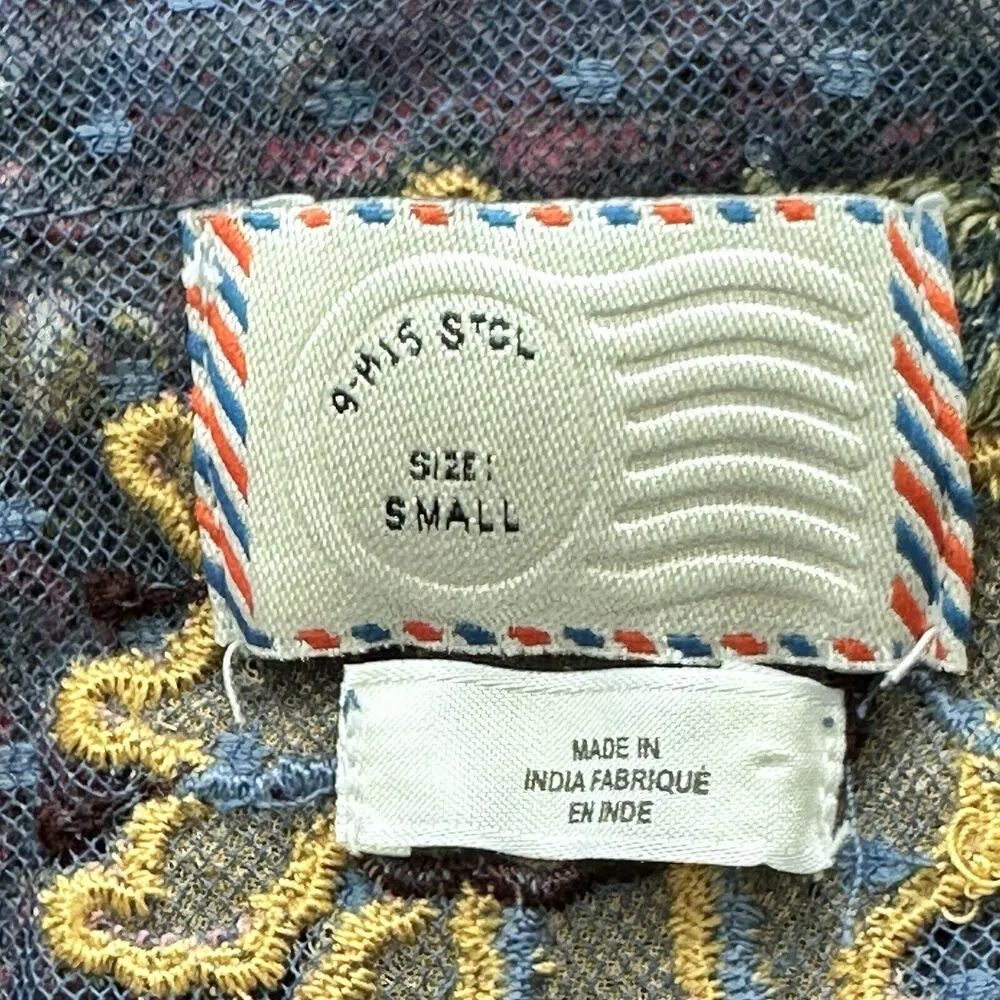 9-H15 STCL
SIZE:
SMALL
MADE IN
INDIA FABRIQUÉ
EN INDE